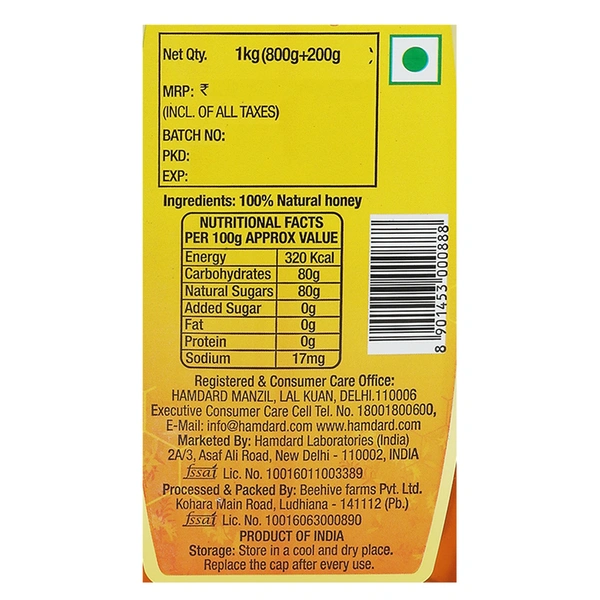 Net Qty. 1kg(800g+200g
MRP: ₹
(INCL. OF ALL TAXES)
BATCH NO:
PKD:
EXP:
Ingredients: 100% Natural honey
NUTRITIONAL FACTS
PER 100g APPROX VALUE
Energy 320 Kcal
Carbohydrates 80g
Natural Sugars 80g
Added Sugar 0g
Fat 0g
Protein 0g
Sodium 17mg
8 901453 000888
Registered & Consumer Care Office:
HAMDARD MANZIL, LAL KUAN, DELHI.110006
Executive Consumer Care Cell Tel. No. 18001800600,
E-Mail: info@hamdard.com www.hamdard.com
Marketed By: Hamdard Laboratories (India)
2A/3, Asaf Ali Road, New Delhi - 110002, INDIA
fssai Lic. No. 10016011003389
Processed & Packed By: Beehive farms Pvt. Ltd.
Kohara Main Road, Ludhiana - 141112 (Pb.)
fssai Lic. No. 10016063000890
PRODUCT OF INDIA
Storage: Store in a cool and dry place.
Replace the cap after every use.